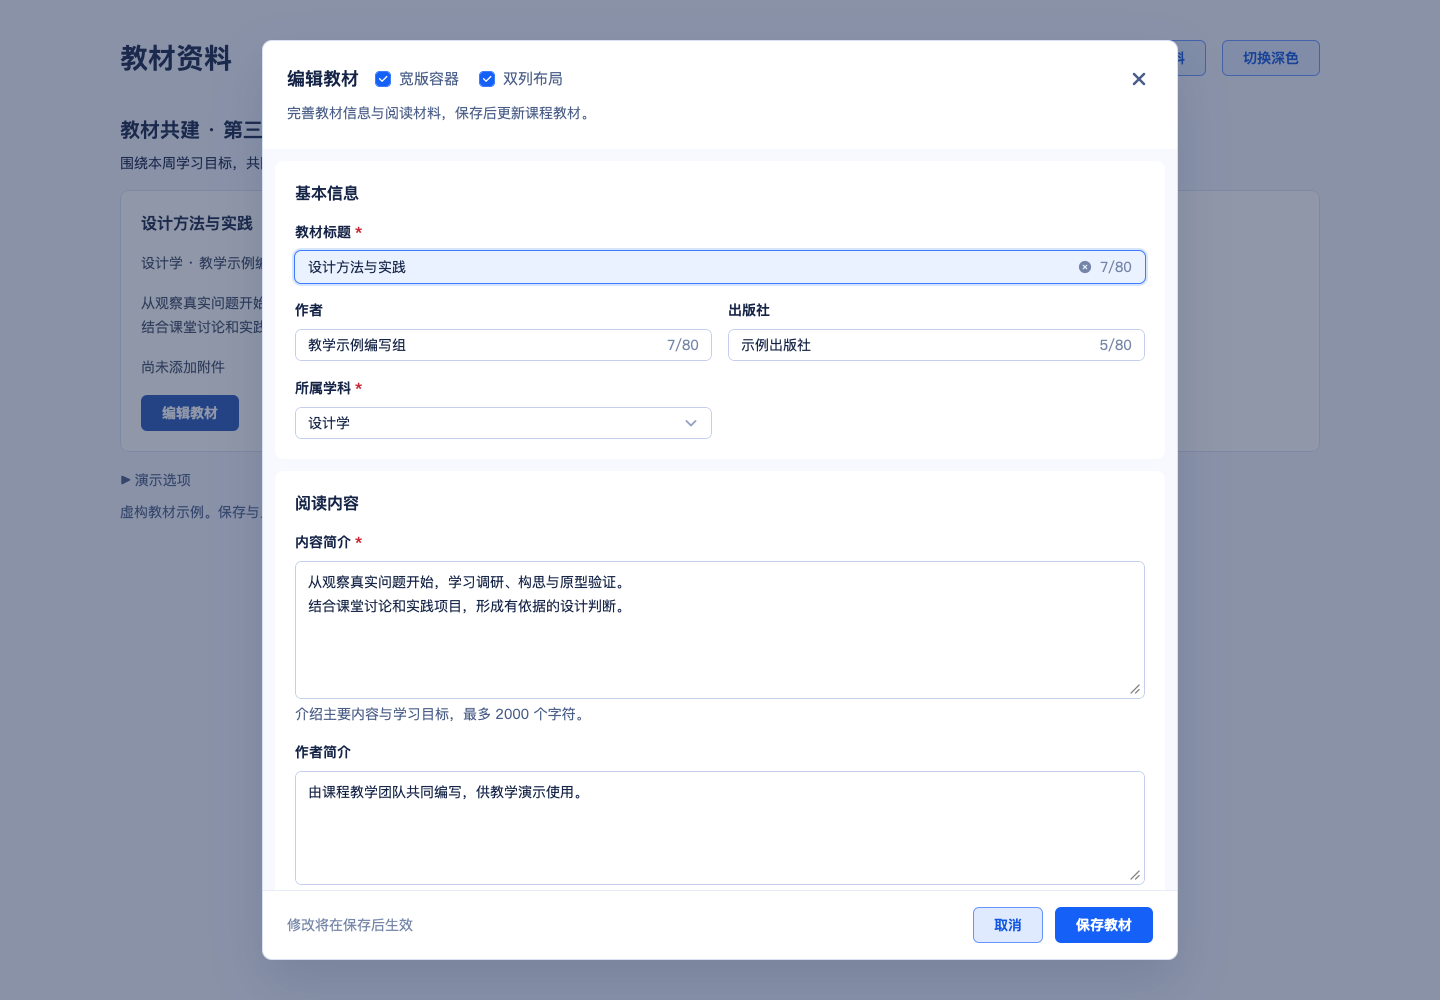 教材资料
料
切换深色
编辑教材
宽版容器
双列布局
完善教材信息与阅读材料，保存后更新课程教材。
教材共建 · 第三
围绕本周学习目标，共
设计方法与实践
设计学 · 教学示例编
从观察真实问题开始
结合课堂讨论和实践
尚未添加附件
编辑教材
▶ 演示选项
虚构教材示例。保存与
基本信息
教材标题 *
设计方法与实践
7/80
作者
出版社
教学示例编写组
7/80
示例出版社
5/80
所属学科 *
设计学
阅读内容
内容简介 *
从观察真实问题开始，学习调研、构思与原型验证。
结合课堂讨论和实践项目，形成有依据的设计判断。
介绍主要内容与学习目标，最多 2000 个字符。
作者简介
由课程教学团队共同编写，供教学演示使用。
修改将在保存后生效
取消
保存教材